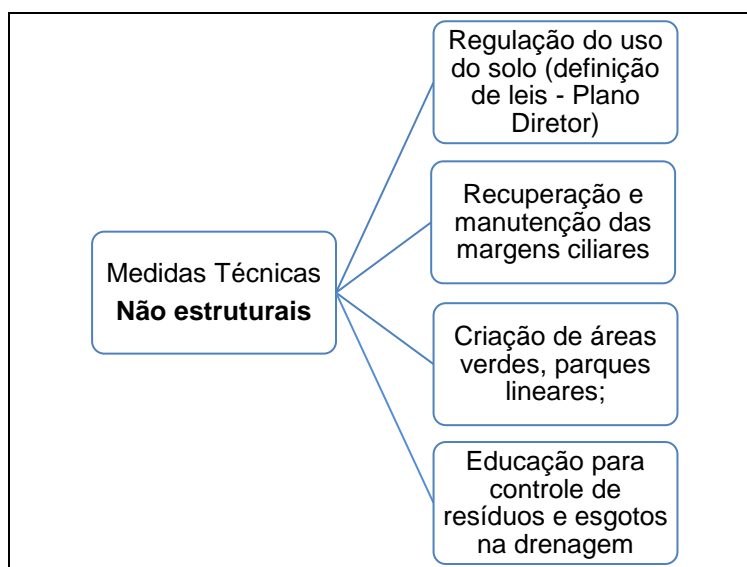 Regulação do uso
do solo (definição
de leis - Plano
Diretor)
Recuperação e
manutenção das
margens ciliares
Medidas Técnicas
Não estruturais
Criação de áreas
verdes, parques
lineares;
Educação para
controle de
resíduos e esgotos
na drenagem